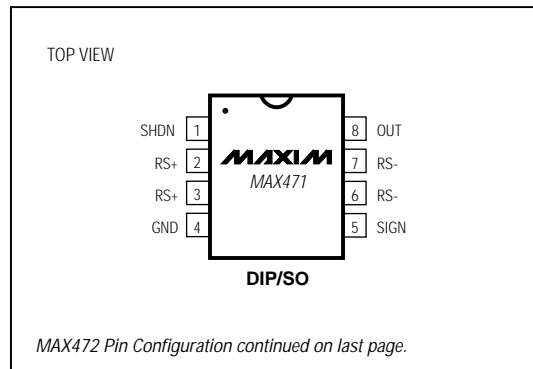 TOP VIEW
SHDN 1 8 OUT
RS+ 2 MAXIM 7 RS-
MAX471
RS+ 3 6 RS-
GND 4 5 SIGN
DIP/SO
MAX472 Pin Configuration continued on last page.